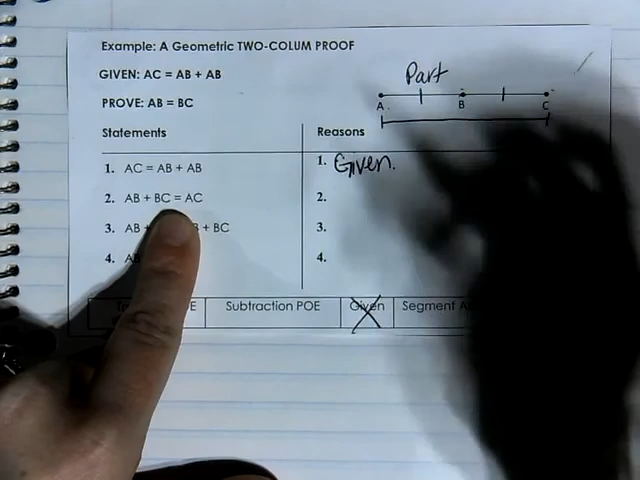 Example: A Geometric TWO-COLUM PROOF
GIVEN: AC = AB + AB
PROVE: AB = BC
Part
A B C
Statements Reasons
1. AC = AB + AB 1. Given.
2. AB + BC = AC 2.
3. AB + BC 3.
4. 4.
Subtraction POE Given Segment